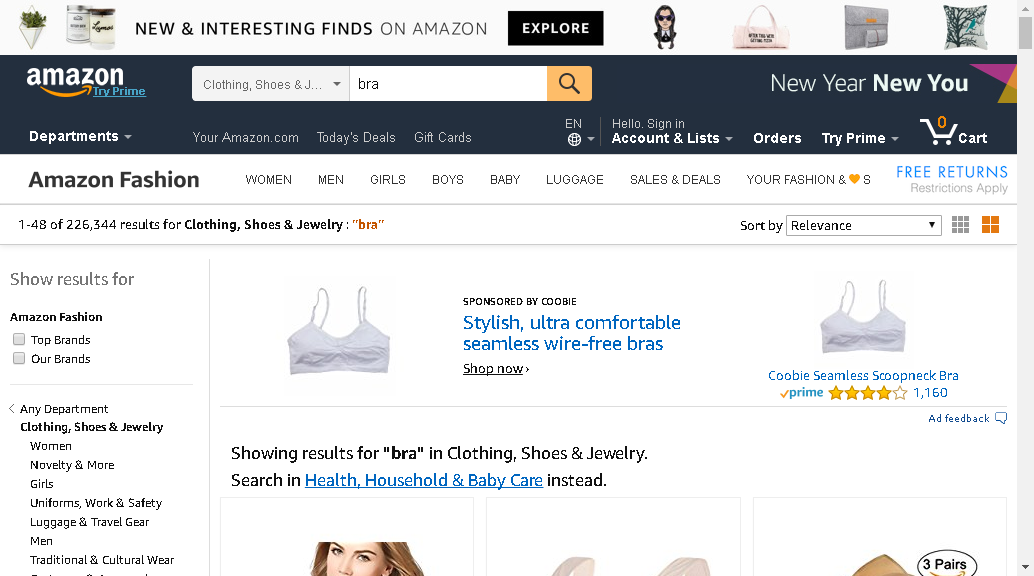 NEW & INTERESTING FINDS ON AMAZON EXPLORE
amazon
Try Prime
Clothing, Shoes & J... bra
New Year New You
Departments
Your Amazon.com Today's Deals Gift Cards
EN
Hello. Sign in
Account & Lists Orders Try Prime 0 Cart
Amazon Fashion
WOMEN MEN GIRLS BOYS BABY LUGGAGE SALES & DEALS YOUR FASHION & S
FREE RETURNS
Restrictions Apply
1-48 of 226,344 results for Clothing, Shoes & Jewelry : "bra"
Sort by Relevance
Show results for
Amazon Fashion
Top Brands
Our Brands
Any Department
Clothing, Shoes & Jewelry
Women
Novelty & More
Girls
Uniforms, Work & Safety
Luggage & Travel Gear
Men
Traditional & Cultural Wear
SPONSORED BY COOBIE
Stylish, ultra comfortable
seamless wire-free bras
Shop now ›
Coobie Seamless Scoopneck Bra
prime 1,160
Ad feedback
Showing results for "bra" in Clothing, Shoes & Jewelry.
Search in Health, Household & Baby Care instead.
3 Pairs